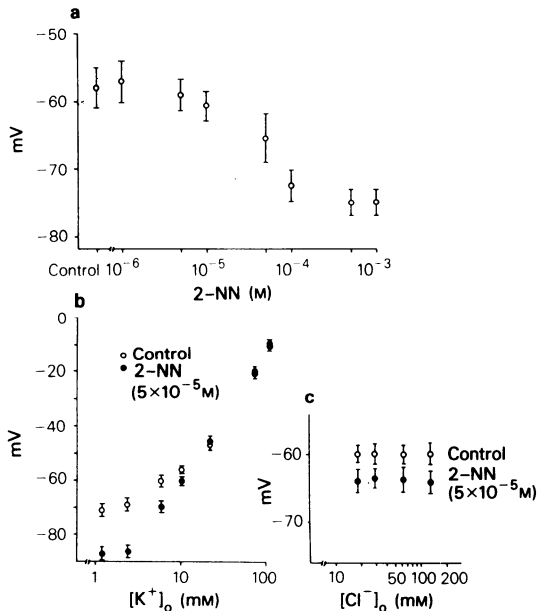 a
−50
−60
−70
−80
mV
Control 10⁻⁶ 10⁻⁵ 10⁻⁴ 10⁻³
2−NN (M)
b
0
−20
−40
−60
−80
mV
Control
2−NN
(5×10⁻⁵M)
1 10 100
[K⁺]ₒ (mM)
c
−60
−70
mV
Control
2−NN
(5×10⁻⁵M)
10 50 100 200
[Cl⁻]ₒ (mM)